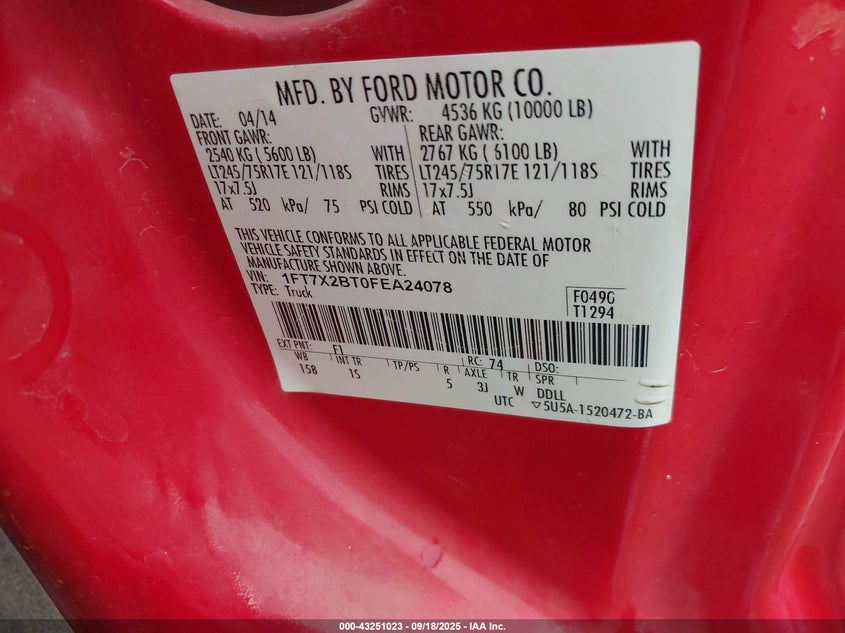 MFD. BY FORD MOTOR CO.
DATE: 04/14 GVWR: 4536 KG (10000 LB)
FRONT GAWR: REAR GAWR:
2540 KG ( 5600 LB) WITH 2767 KG ( 6100 LB) WITH
LT245/75R17E 121/118S TIRES LT245/75R17E 121/118S TIRES
17x7.5J RIMS 17x7.5J RIMS
AT 520 kPa/ 75 PSI COLD AT 550 kPa/ 80 PSI COLD
THIS VEHICLE CONFORMS TO ALL APPLICABLE FEDERAL MOTOR
VEHICLE SAFETY STANDARDS IN EFFECT ON THE DATE OF
MANUFACTURE SHOWN ABOVE.
VIN: 1FT7X2BT0FEA24078
TYPE: Truck
F0490
T1294
EXT PNT: F1 RC: 74 DSO:
WB INT TR TP/PS R AXLE TR SPR
158 1S 5 3J W DDLL
UTC ▽5U5A-1520472-BA
000-43251023 — 09/18/2025 — IAA Inc.